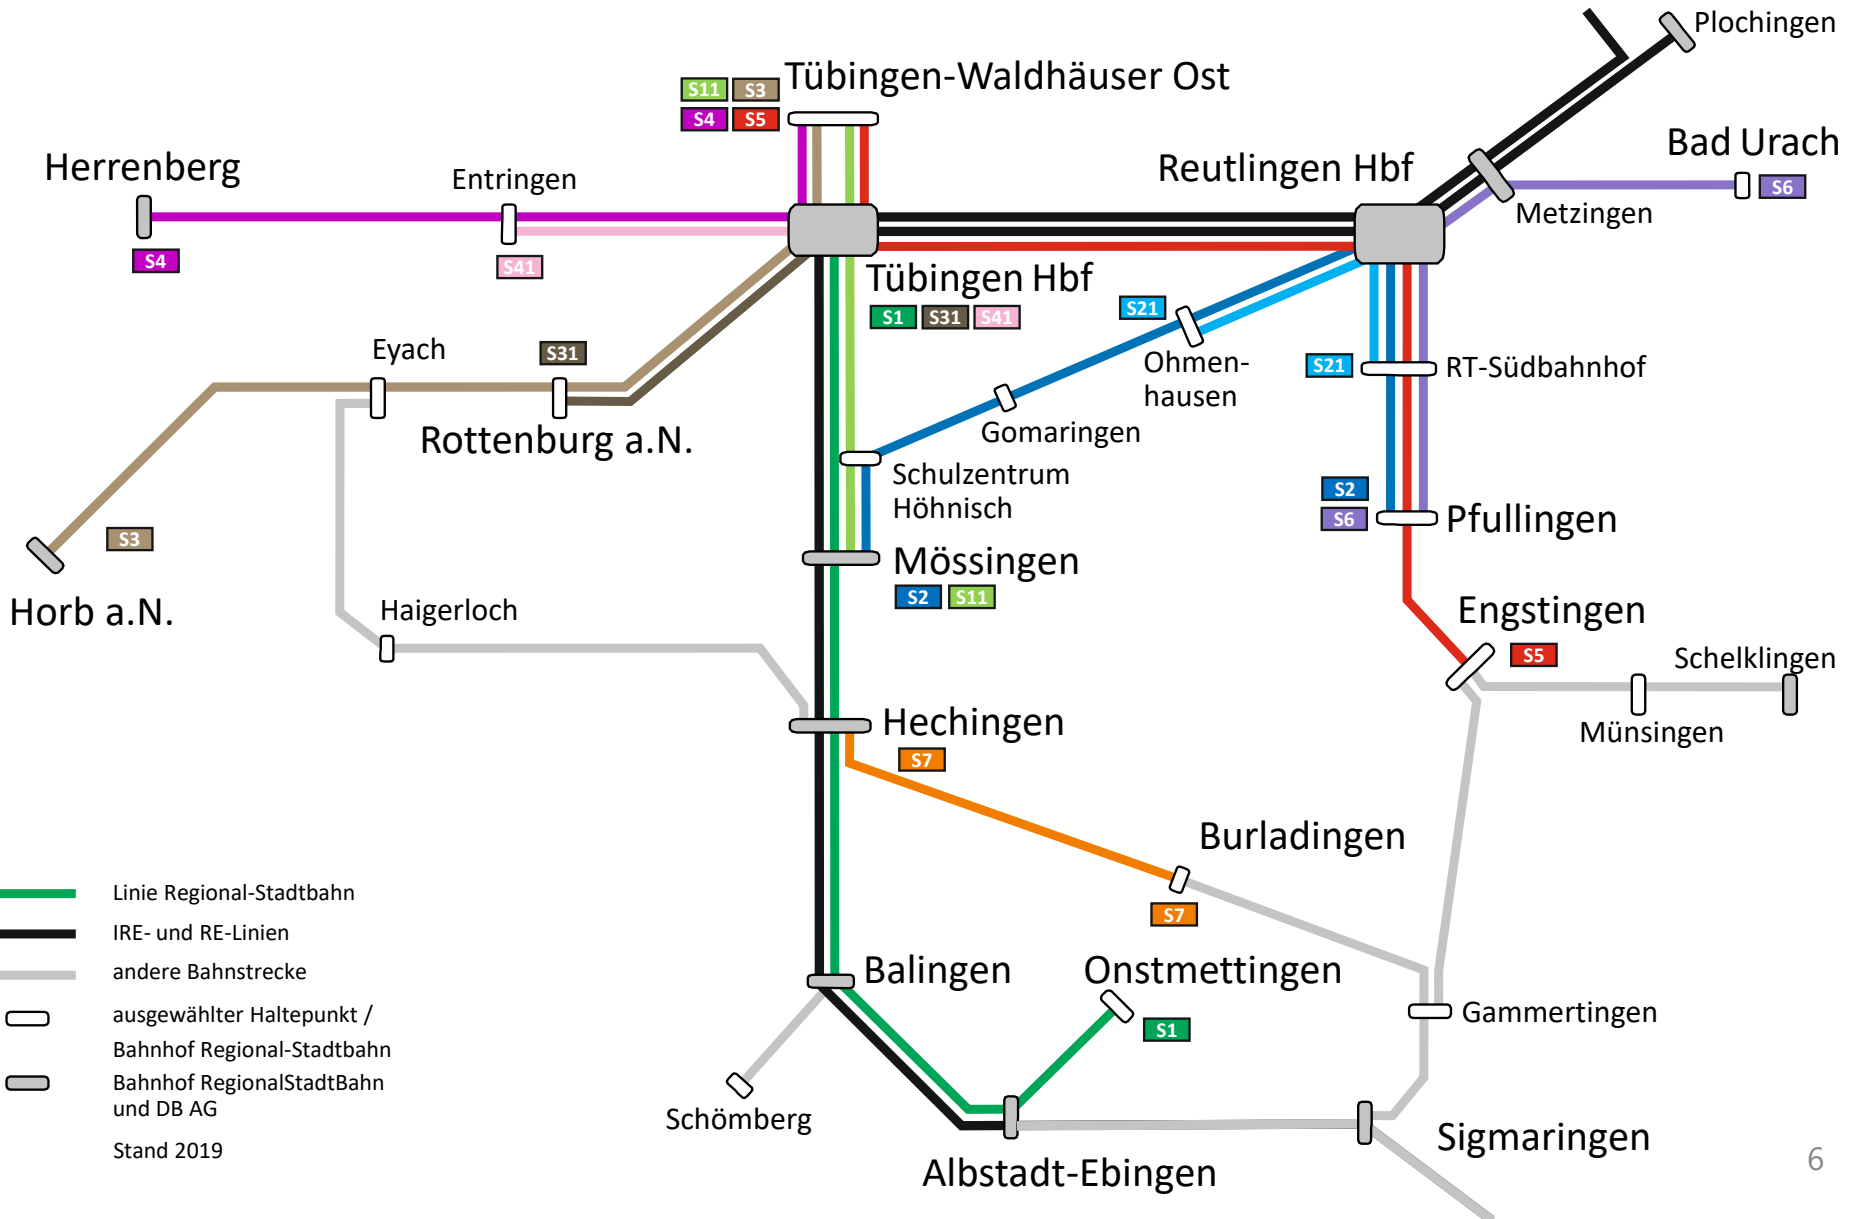 Plochingen
S11 S3 Tübingen-Waldhäuser Ost
S4 S5
Herrenberg
Entringen
Reutlingen Hbf
Bad Urach
S6
Metzingen
S4
S41
Tübingen Hbf
S1 S31 S41
S21
Eyach
S31
Ohmen-
hausen
S21
RT-Südbahnhof
Rottenburg a.N.
Gomaringen
Schulzentrum
Höhnisch
S2
S6
Pfullingen
S3
Horb a.N.
Mössingen
S2 S11
Haigerloch
Engstingen
S5
Schelklingen
Münsingen
Hechingen
S7
Burladingen
S7
Linie Regional-Stadtbahn
IRE- und RE-Linien
andere Bahnstrecke
ausgewählter Haltepunkt /
Bahnhof Regional-Stadtbahn
Bahnhof RegionalStadtBahn
und DB AG
Stand 2019
Balingen
Onstmettingen
S1
Gammertingen
Schömberg
Albstadt-Ebingen
Sigmaringen
6